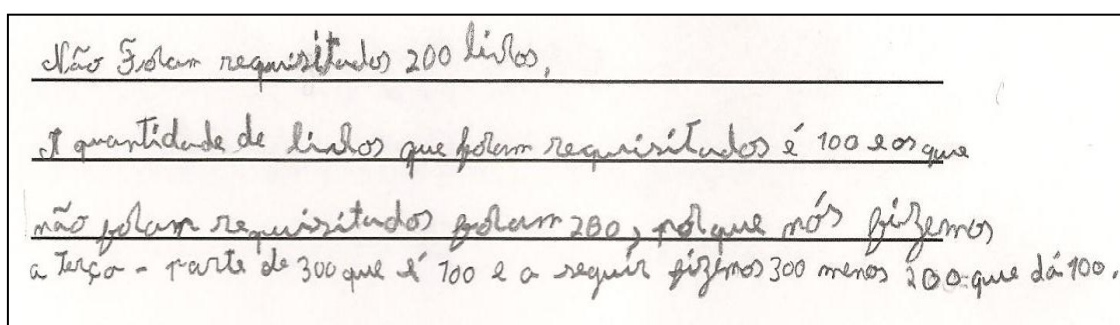 Não Foram requisitados 200 livros,
A quantidade de livros que foram requisitados é 100 e os que
não foram requisitados foram 200, porque nós fizemos
a terça-parte de 300 que é 100 e a seguir fizemos 300 menos 200 que dá 100.